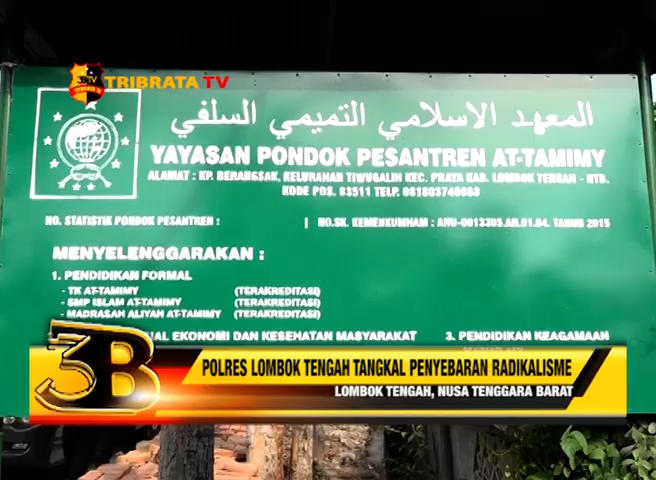 3B TV
TRIBRATA TV
المعهد الاسلامي التميمي السلفي
YAYASAN PONDOK PESANTREN AT-TAMIMY
ALAMAT : KP. BERANGSAK, KELURAHAN TIWUGALIH KEC. PRAYA KAB. LOMBOK TENGAH - NTB.
KODE POS. 83511 TELP.
NO. STATISTIK PONDOK PESANTREN :
NO.SK. KEMENKUMHAM : AHU-0013305.AH.01.04. TAHUN 2015
MENYELENGGARAKAN :
1. PENDIDIKAN FORMAL
- TK AT-TAMIMY (TERAKREDITASI)
- SMP ISLAM AT-TAMIMY (TERAKREDITASI)
- MADRASAH ALIYAH AT-TAMIMY (TERAKREDITASI)
EKONOMI DAN KESEHATAN MASYARAKAT
3. PENDIDIKAN KEAGAMAAN
3B
POLRES LOMBOK TENGAH TANGKAL PENYEBARAN RADIKALISME
LOMBOK TENGAH, NUSA TENGGARA BARAT